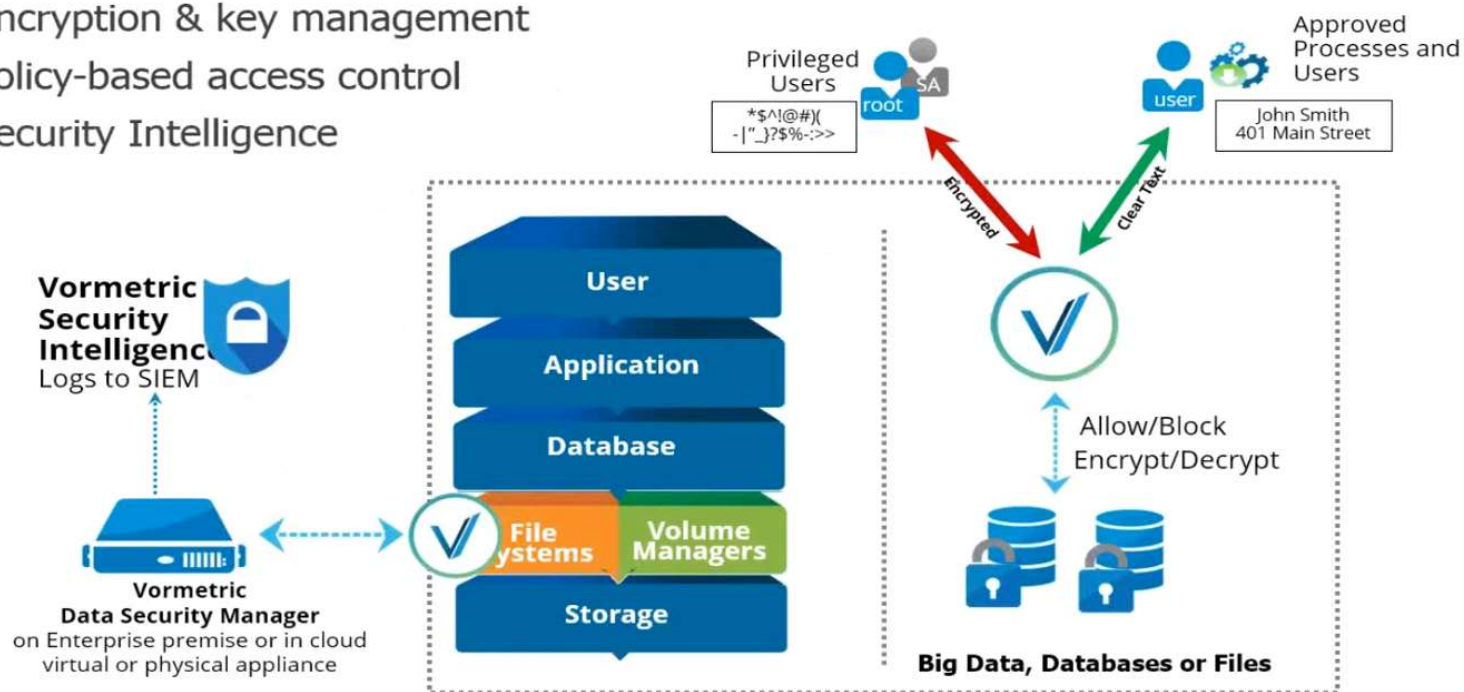 ncryption & key management
olicy-based access control
ecurity Intelligence
Privileged
Users
*$^!@#)(
-|"_}?$%-:>>
root
SA
user
Approved
Processes and
Users
John Smith
401 Main Street
Encrypted
Clear Text
Vormetric
Security
Intelligenc
Logs to SIEM
User
Application
Database
File
ystems
Volume
Managers
Storage
Allow/Block
Encrypt/Decrypt
Vormetric
Data Security Manager
on Enterprise premise or in cloud
virtual or physical appliance
Big Data, Databases or Files